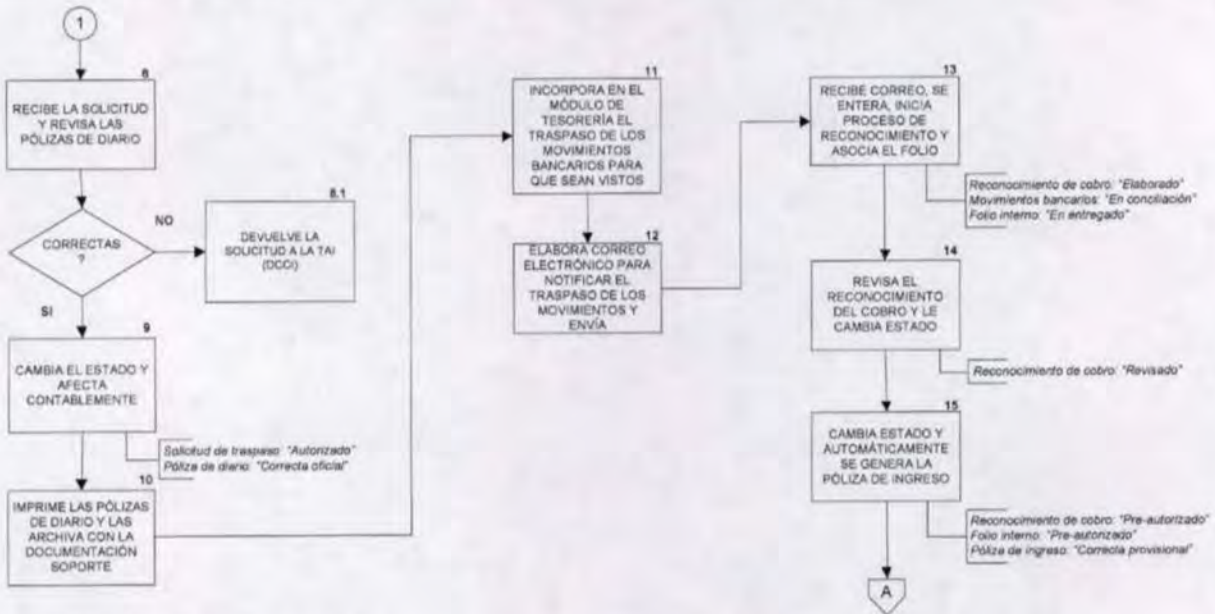 1
8
RECIBE LA SOLICITUD
Y REVISA LAS
PÓLIZAS DE DIARIO
CORRECTAS
?
NO
8.1
DEVUELVE LA
SOLICITUD A LA TAI
(DCCI)
SI
9
CAMBIA EL ESTADO Y
AFECTA
CONTABLEMENTE
Solicitud de traspaso: "Autorizado"
Póliza de diario: "Correcta oficial"
10
IMPRIME LAS PÓLIZAS
DE DIARIO Y LAS
ARCHIVA CON LA
DOCUMENTACIÓN
SOPORTE
11
INCORPORA EN EL
MÓDULO DE
TESORERÍA EL
TRASPASO DE LOS
MOVIMIENTOS
BANCARIOS PARA
QUE SEAN VISTOS
12
ELABORA CORREO
ELECTRÓNICO PARA
NOTIFICAR EL
TRASPASO DE LOS
MOVIMIENTOS Y
ENVÍA
13
RECIBE CORREO, SE
ENTERA, INICIA
PROCESO DE
RECONOCIMIENTO Y
ASOCIA EL FOLIO
Reconocimiento de cobro: "Elaborado"
Movimientos bancarios: "En conciliación"
Folio interno: "En entregado"
14
REVISA EL
RECONOCIMIENTO
DEL COBRO Y LE
CAMBIA ESTADO
Reconocimiento de cobro: "Revisado"
15
CAMBIA ESTADO Y
AUTOMÁTICAMENTE
SE GENERA LA
PÓLIZA DE INGRESO
Reconocimiento de cobro: "Pre-autorizado"
Folio interno: "Pre-autorizado"
Póliza de ingreso: "Correcta provisional"
A